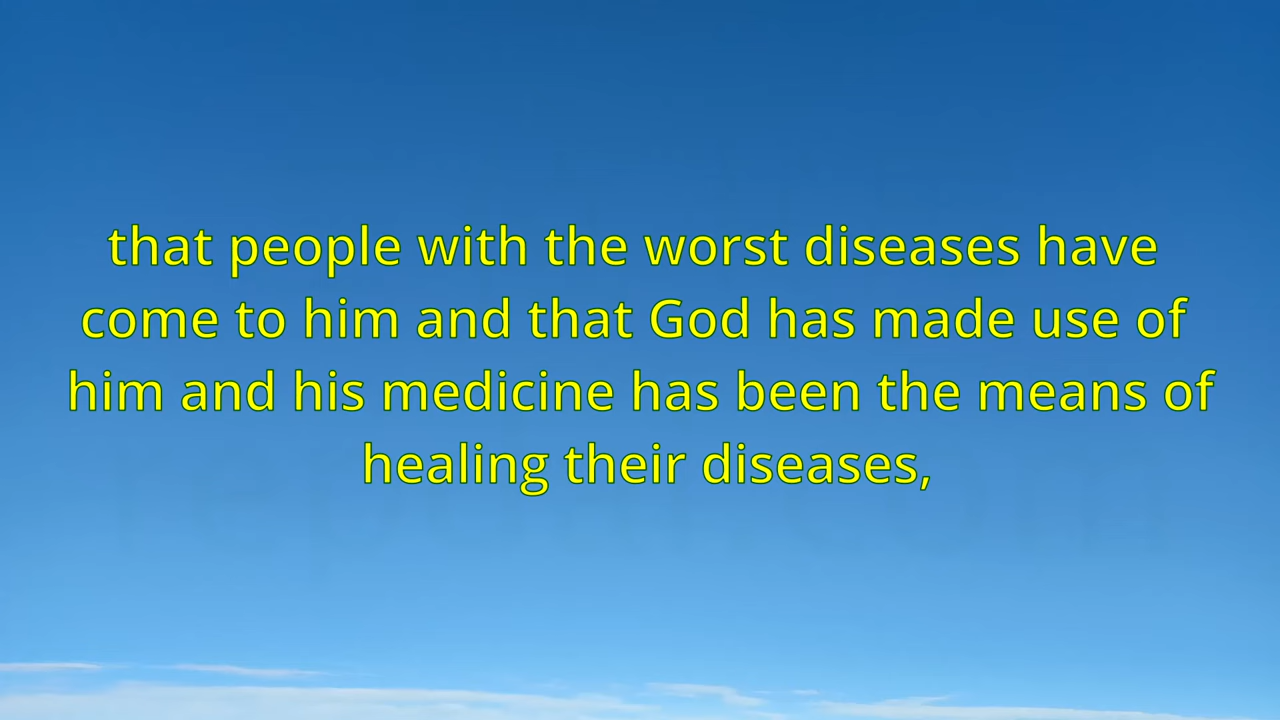 that people with the worst diseases have
come to him and that God has made use of
him and his medicine has been the means of
healing their diseases,